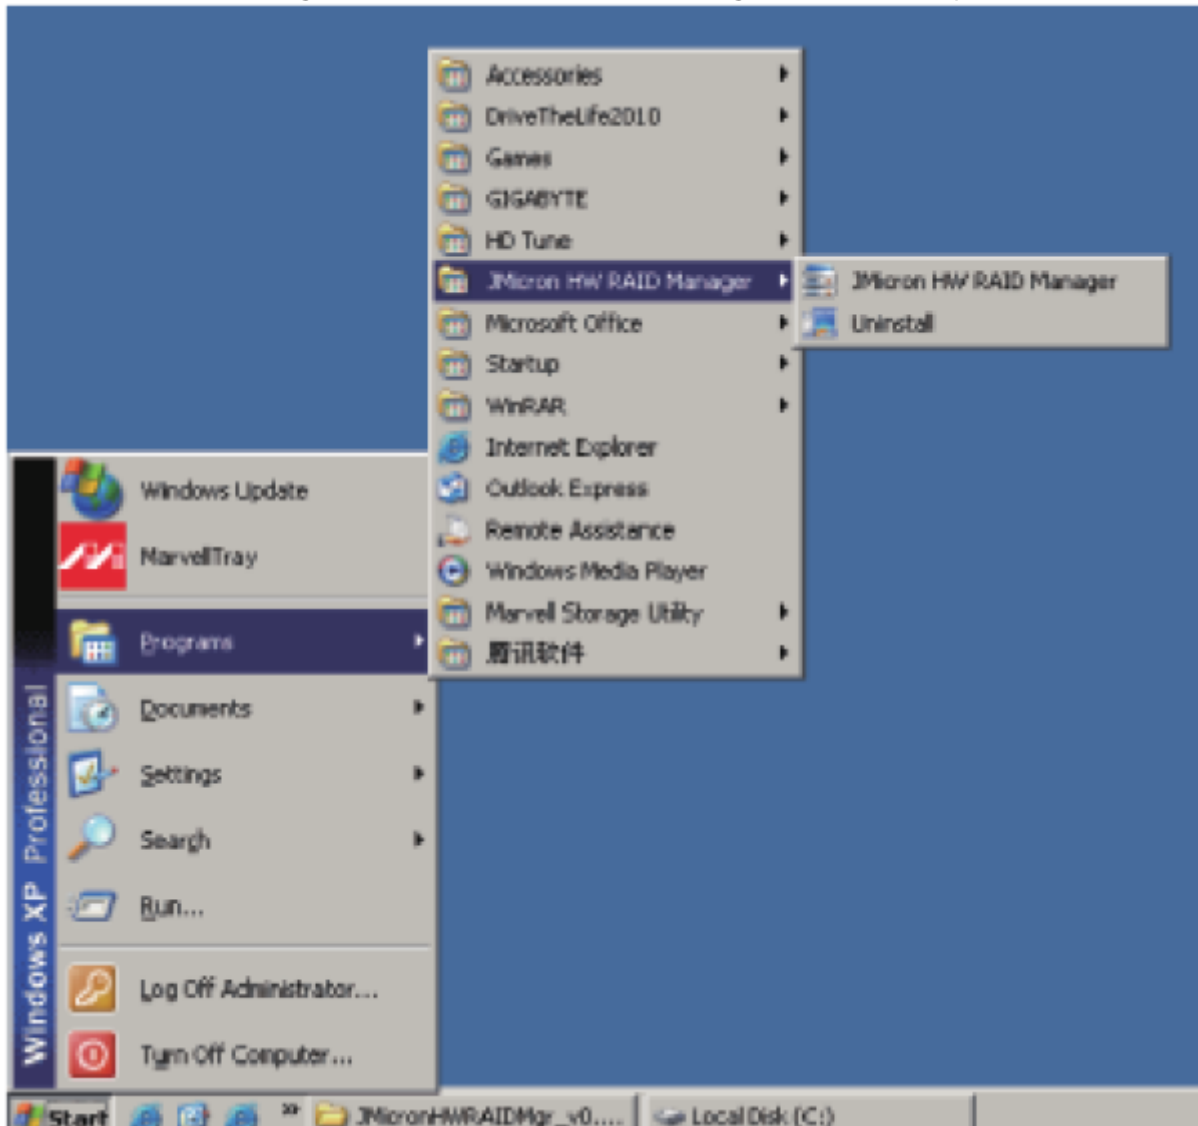 Accessories
DriveTheLife2010
Games
GIGABYTE
HD Tune
JMicron HW RAID Manager
JMicron HW RAID Manager
Uninstall
Microsoft Office
Startup
WinRAR
Internet Explorer
Outlook Express
Remote Assistance
Windows Media Player
Marvell Storage Utility
腾讯软件
Windows Update
MarvellTray
Programs
Documents
Settings
Search
Run...
Log Off Administrator...
Turn Off Computer...
Windows XP Professional
Start
JMicronHWRAIDMgr_v0....
Local Disk (C:)